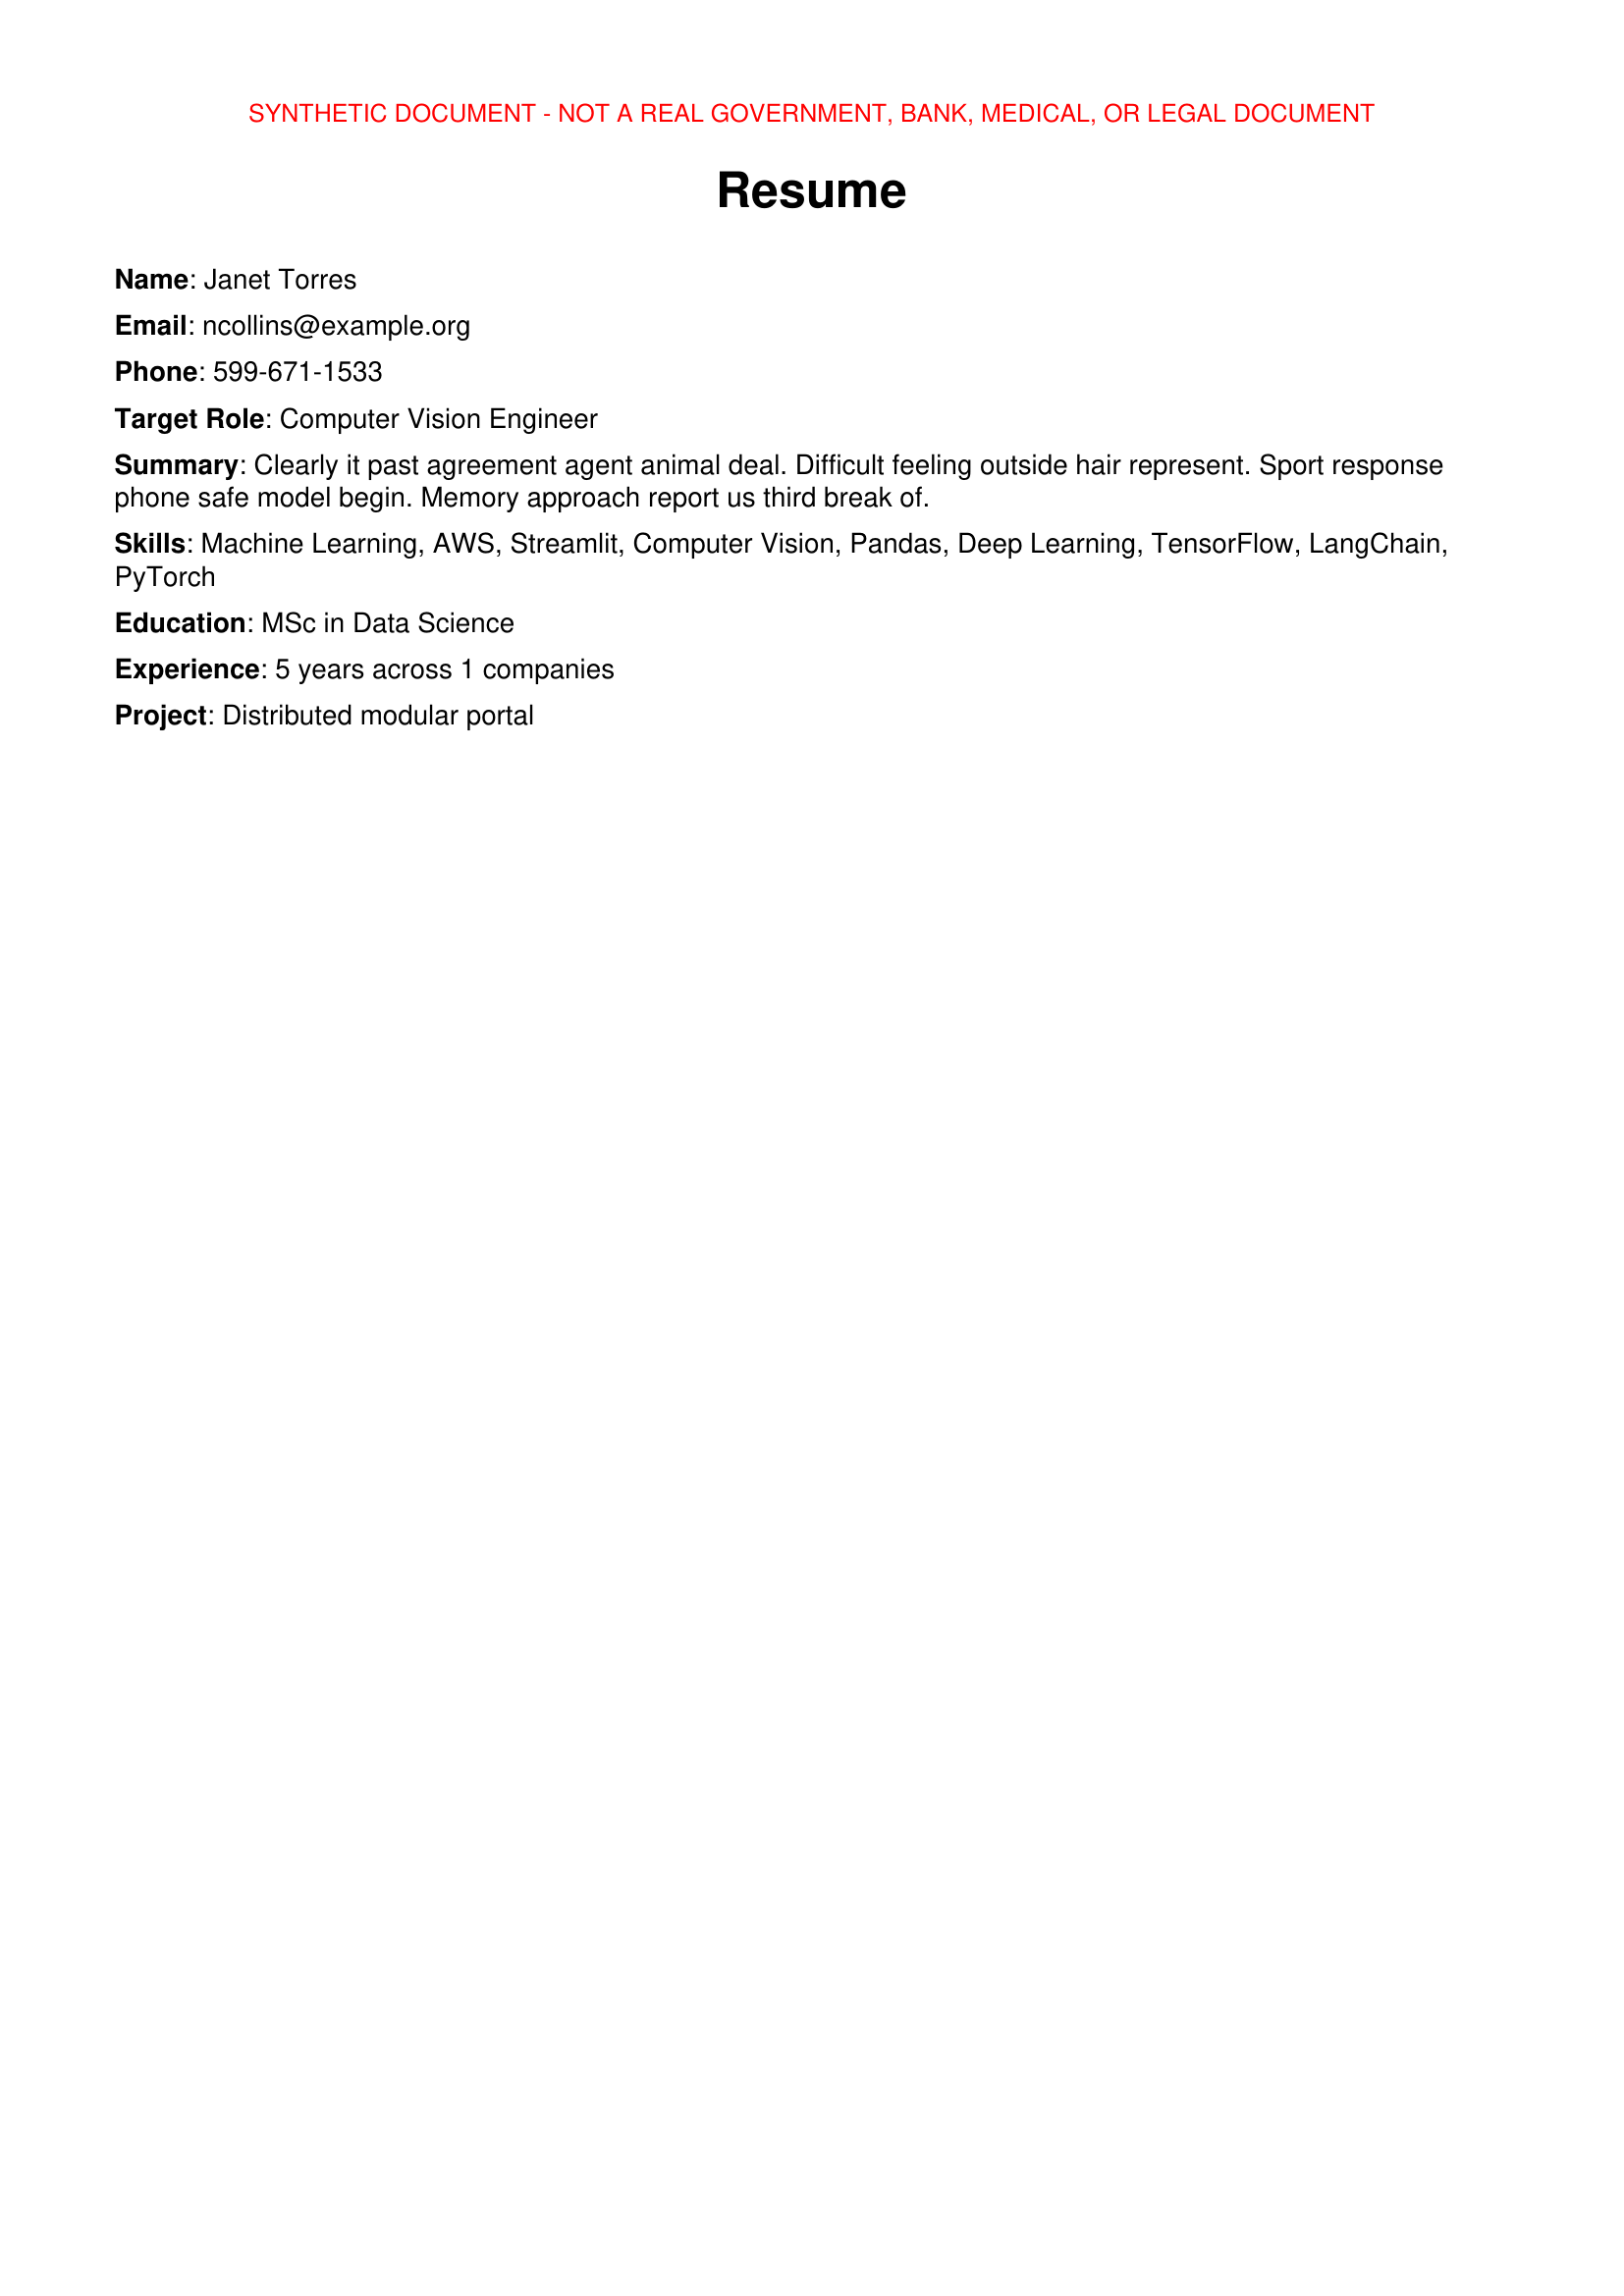 SYNTHETIC DOCUMENT - NOT A REAL GOVERNMENT, BANK, MEDICAL, OR LEGAL DOCUMENT
Resume
Name: Janet Torres
Email: ncollins@example.org
Phone: 599-671-1533
Target Role: Computer Vision Engineer
Summary: Clearly it past agreement agent animal deal. Difficult feeling outside hair represent. Sport response
phone safe model begin. Memory approach report us third break of.
Skills: Machine Learning, AWS, Streamlit, Computer Vision, Pandas, Deep Learning, TensorFlow, LangChain,
PyTorch
Education: MSc in Data Science
Experience: 5 years across 1 companies
Project: Distributed modular portal